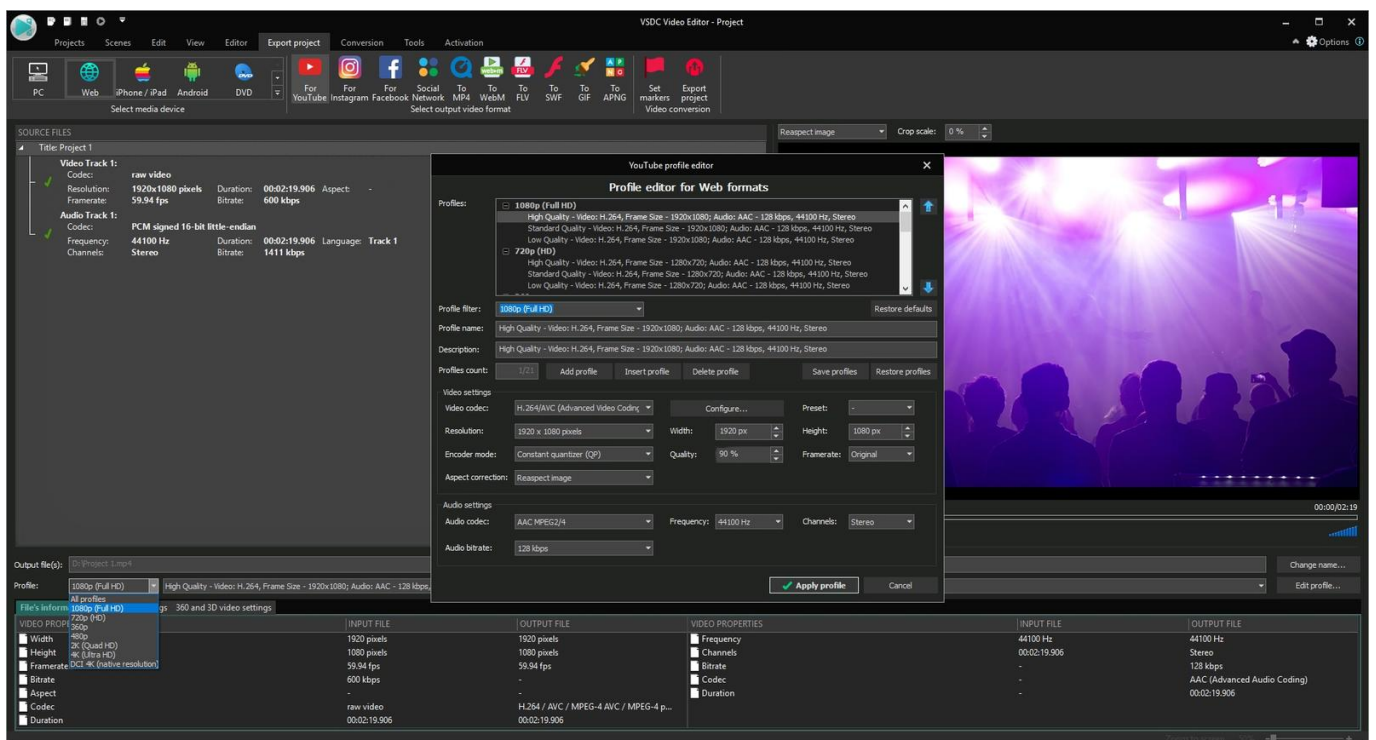 VSDC Video Editor - Project
Projects Scenes Edit View Editor Export project Conversion Tools Activation
Options
PC Web iPhone / iPad Android DVD
For YouTube For Instagram For Facebook Social Network To MP4 To WebM To FLV To SWF To GIF To APNG Set markers Export project
Select media device Select output video format Video conversion
SOURCE FILES
Reaspect image Crop scale: 0 %
Title: Project 1
Video Track 1:
Codec: raw video
Resolution: 1920x1080 pixels Duration: 00:02:19.906 Aspect: -
Framerate: 59.94 fps Bitrate: 600 kbps
Audio Track 1:
Codec: PCM signed 16-bit little-endian
Frequency: 44100 Hz Duration: 00:02:19.906 Language: Track 1
Channels: Stereo Bitrate: 1411 kbps
YouTube profile editor
Profile editor for Web formats
Profiles:
1080p (Full HD)
High Quality - Video: H.264, Frame Size - 1920x1080; Audio: AAC - 128 kbps, 44100 Hz, Stereo
Standard Quality - Video: H.264, Frame Size - 1920x1080; Audio: AAC - 128 kbps, 44100 Hz, Stereo
Low Quality - Video: H.264, Frame Size - 1920x1080; Audio: AAC - 128 kbps, 44100 Hz, Stereo
720p (HD)
High Quality - Video: H.264, Frame Size - 1280x720; Audio: AAC - 128 kbps, 44100 Hz, Stereo
Standard Quality - Video: H.264, Frame Size - 1280x720; Audio: AAC - 128 kbps, 44100 Hz, Stereo
Low Quality - Video: H.264, Frame Size - 1280x720; Audio: AAC - 128 kbps, 44100 Hz, Stereo
Profile filter: 1080p (Full HD) Restore defaults
Profile name: High Quality - Video: H.264, Frame Size - 1920x1080; Audio: AAC - 128 kbps, 44100 Hz, Stereo
Description: High Quality - Video: H.264, Frame Size - 1920x1080; Audio: AAC - 128 kbps, 44100 Hz, Stereo
Profiles count: 1/21 Add profile Insert profile Delete profile Save profiles Restore profiles
Video settings
Video codec: H.264/AVC (Advanced Video Coding Configure... Preset: -
Resolution: 1920 x 1080 pixels Width: 1920 px Height: 1080 px
Encoder mode: Constant quantizer (QP) Quality: 90 % Framerate: Original
Aspect correction: Reaspect image
Audio settings
Audio codec: AAC MPEG2/4 Frequency: 44100 Hz Channels: Stereo
Audio bitrate: 128 kbps
Apply profile Cancel
00:00/02:19
Output file(s): D:\Project 1.mp4 Change name...
Profile: 1080p (Full HD) High Quality - Video: H.264, Frame Size - 1920x1080; Audio: AAC - 128 kbps, Edit profile...
All profiles
1080p (Full HD)
720p (HD)
360p
480p
2K (Quad HD)
4K (Ultra HD)
DCI 4K (native resolution)
File's inform gs 360 and 3D video settings
VIDEO PROP INPUT FILE OUTPUT FILE VIDEO PROPERTIES INPUT FILE OUTPUT FILE
Width 1920 pixels 1920 pixels Frequency 44100 Hz 44100 Hz
Height 1080 pixels 1080 pixels Channels 00:02:19.906 Stereo
Framerate 59.94 fps 59.94 fps Bitrate - 128 kbps
Bitrate 600 kbps - Codec - AAC (Advanced Audio Coding)
Aspect - - Duration - 00:02:19.906
Codec raw video H.264 / AVC / MPEG-4 AVC / MPEG-4 p...
Duration 00:02:19.906 00:02:19.906